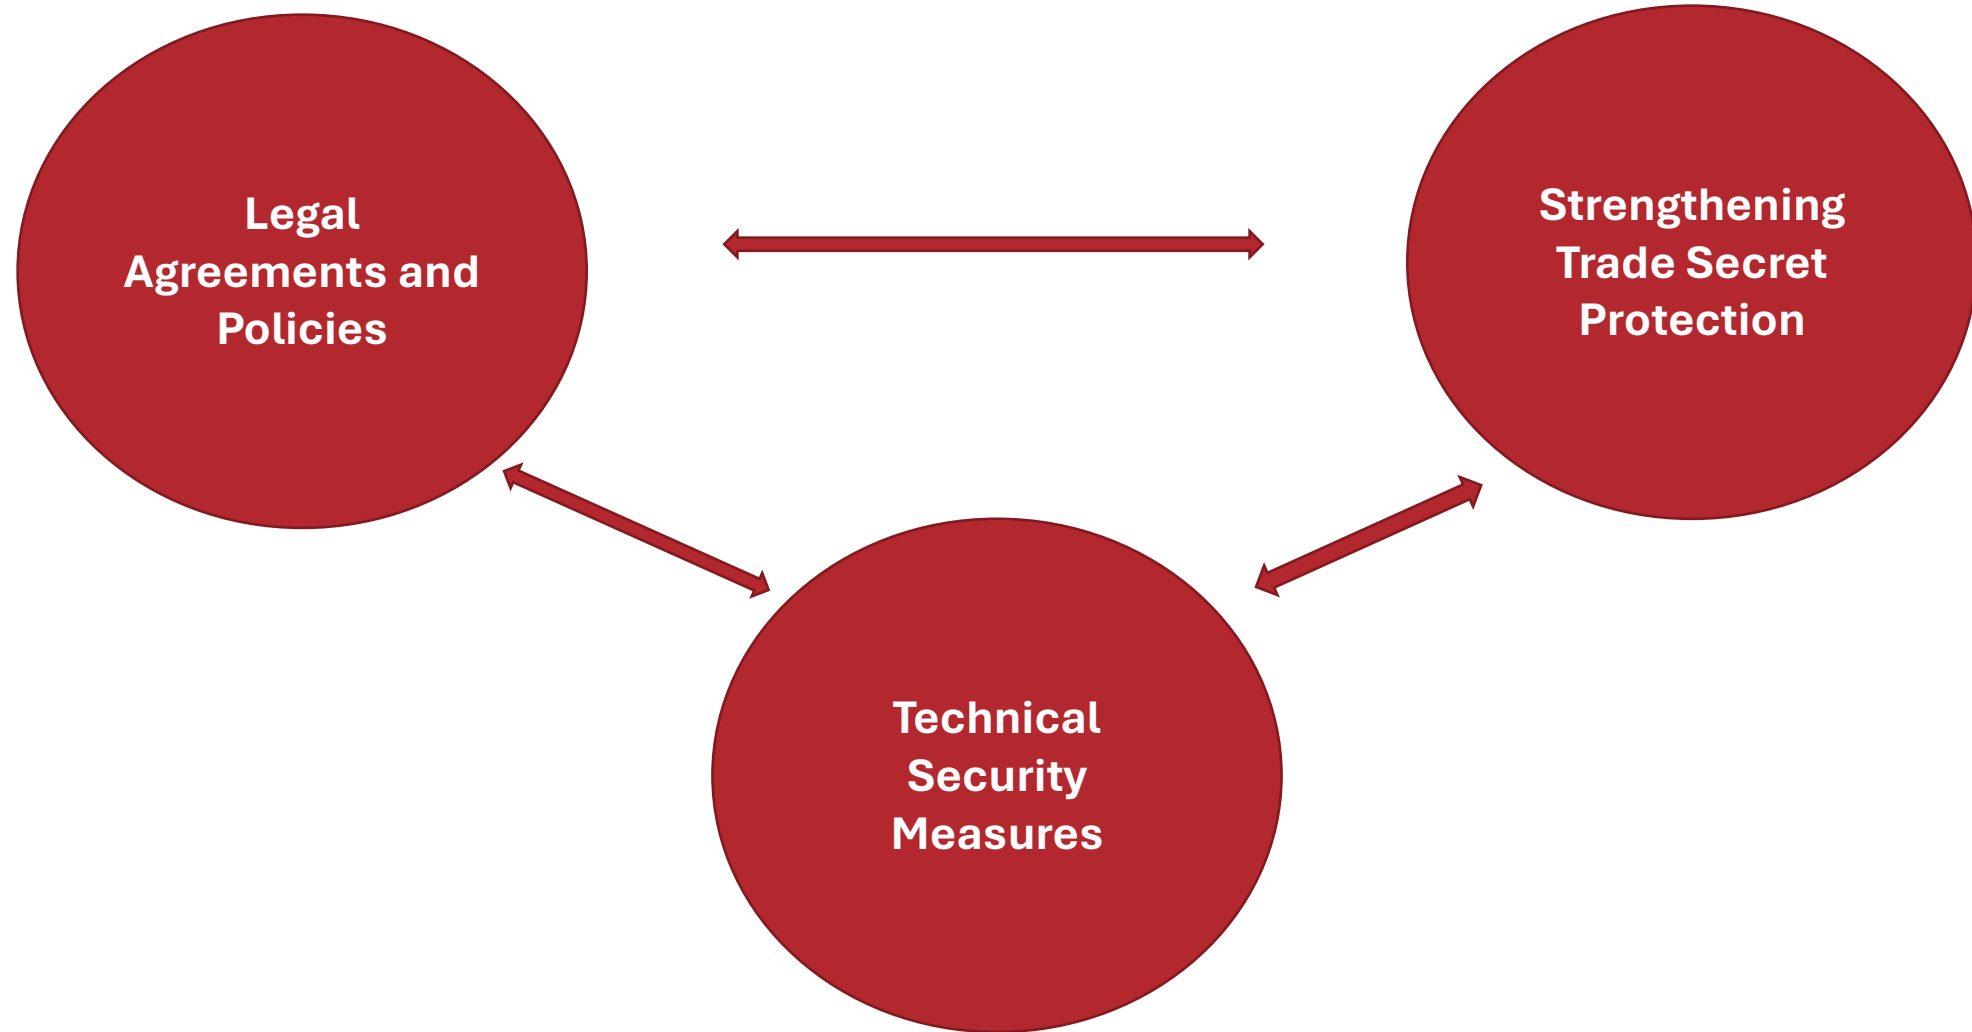 Legal
Agreements and
Policies
Strengthening
Trade Secret
Protection
Technical
Security
Measures